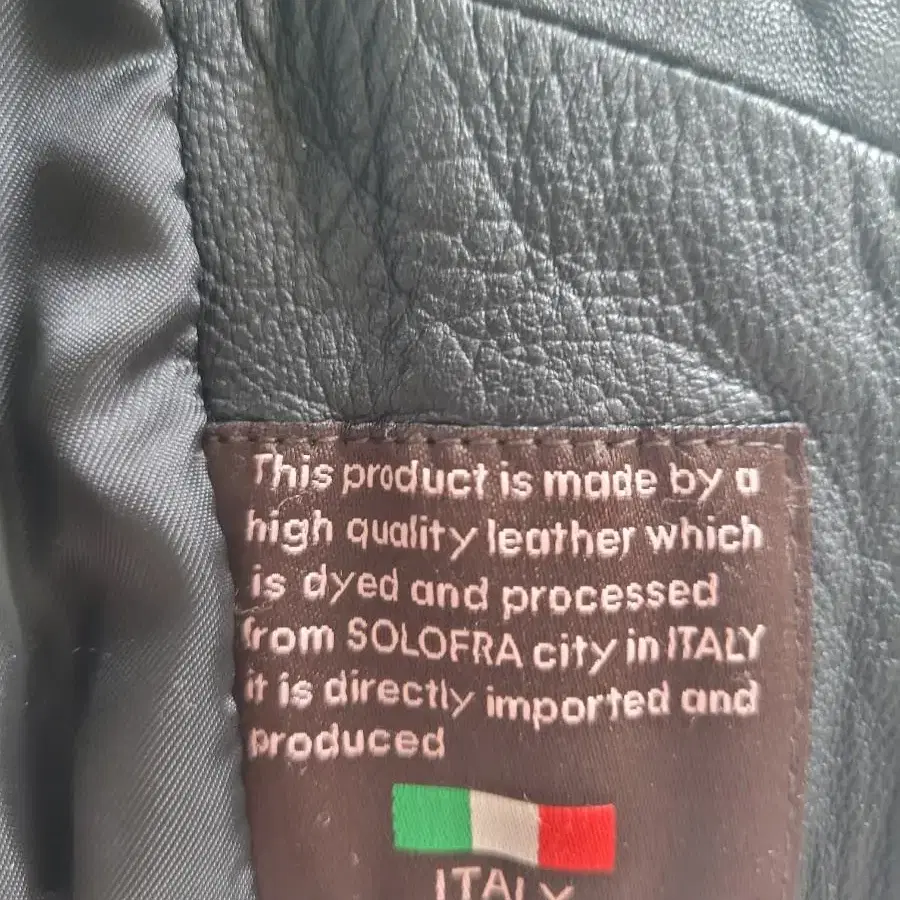 This product is made by a
high quality leather which
is dyed and processed
from SOLOFRA city in ITALY
it is directly imported and
produced
ITALY